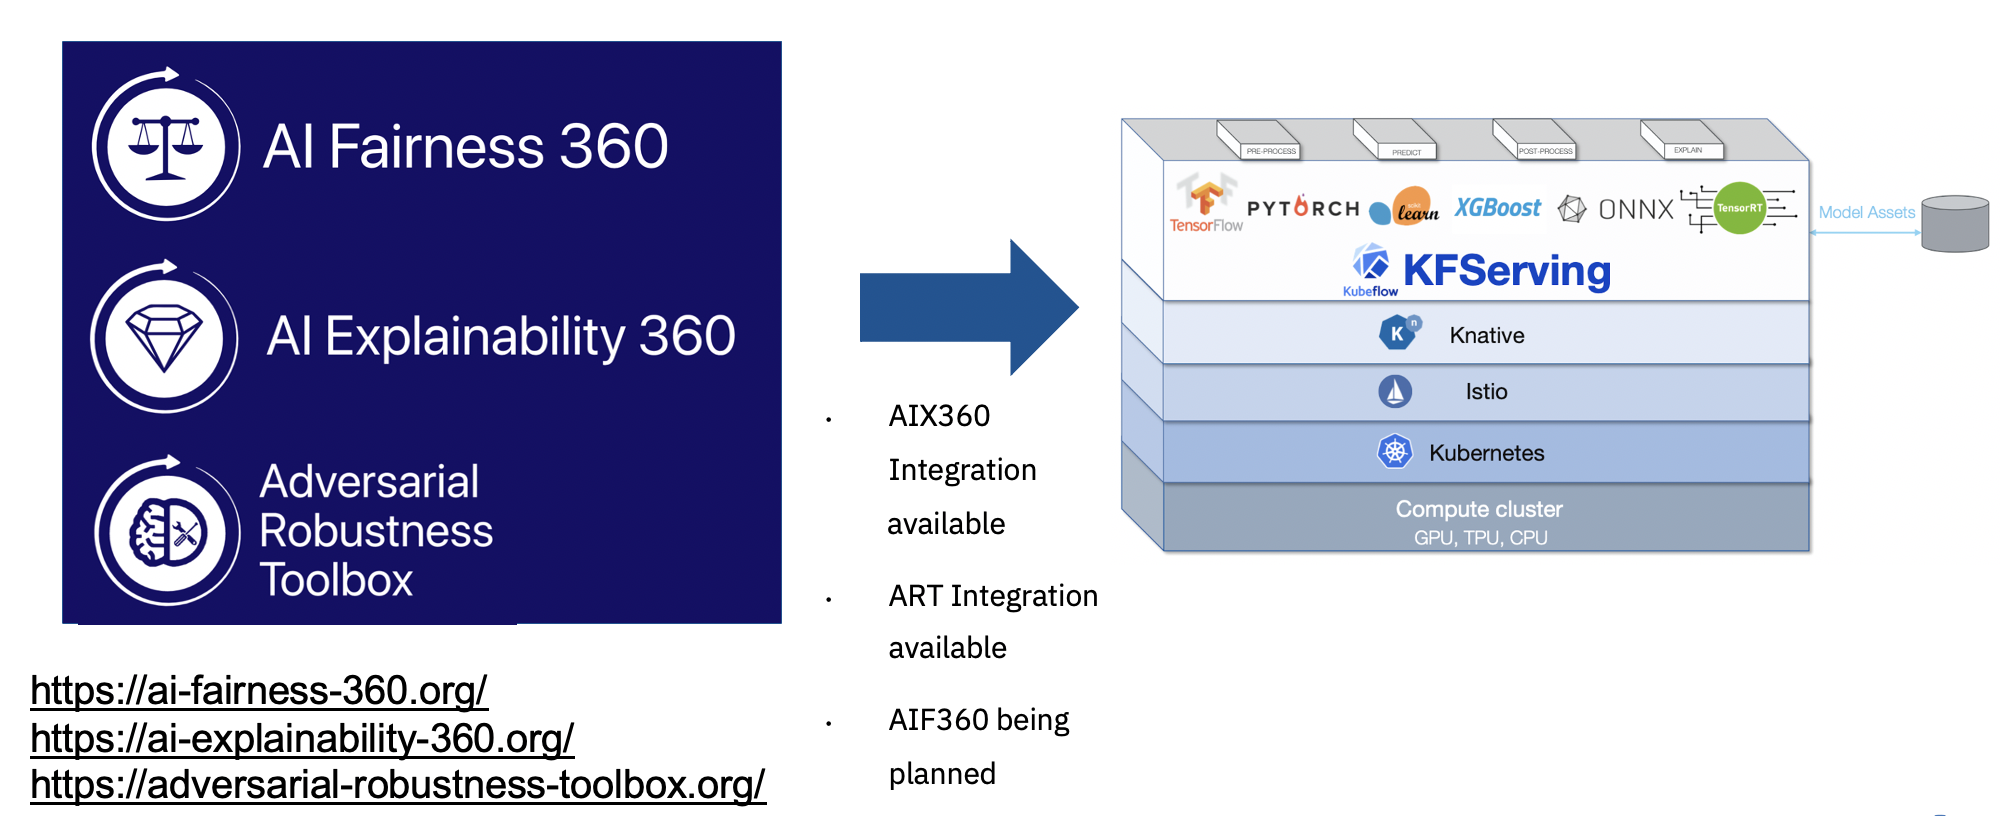 AI Fairness 360
AI Explainability 360
Adversarial
Robustness
Toolbox
https://ai-fairness-360.org/
https://ai-explainability-360.org/
https://adversarial-robustness-toolbox.org/
• AIX360
Integration
available
• ART Integration
available
• AIF360 being
planned
PRE-PROCESS PREDICT POST-PROCESS EXPLAIN
TensorFlow PYTORCH scikit learn XGBoost ONNX TensorRT
Kubeflow KFServing
Model Assets
K n Knative
Istio
Kubernetes
Compute cluster
GPU, TPU, CPU